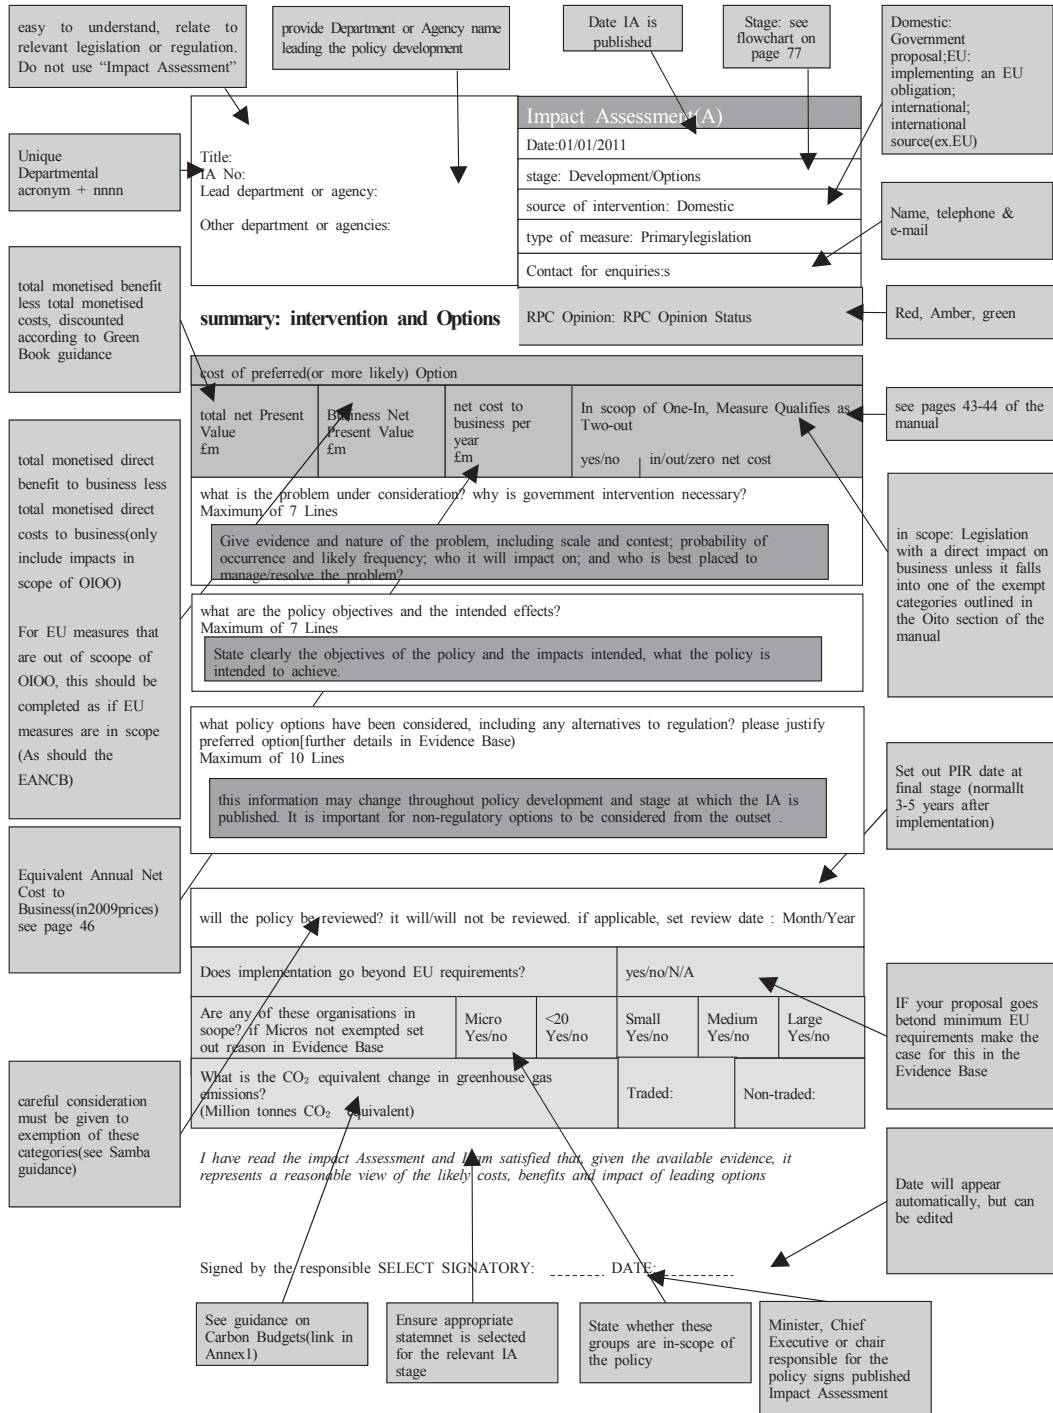 easy to understand, relate to
relevant legislation or regulation.
Do not use “Impact Assessment”
provide Department or Agency name
leading the policy development
Date IA is
published
Stage: see
flowchart on
page 77
Domestic:
Government
proposal;EU:
implementing an EU
obligation;
international;
international
source(ex.EU)
Unique
Departmental
acronym + nnnn
Title:
IA No:
Lead department or agency:
Other department or agencies:
Impact Assessment(A)
Date:01/01/2011
stage: Development/Options
source of intervention: Domestic
type of measure: Primarylegislation
Contact for enquiries:s
Name, telephone &
e-mail
total monetised benefit
less total monetised
costs, discounted
according to Green
Book guidance
summary: intervention and Options
RPC Opinion: RPC Opinion Status
Red, Amber, green
cost of preferred(or more likely) Option
total net Present
Value
£m
Business Net
Present Value
£m
net cost to
business per
year
£m
In scoop of One-In, Measure Qualifies as
Two-out
yes/no in/out/zero net cost
see pages 43-44 of the
manual
total monetised direct
benefit to business less
total monetised direct
costs to business(only
include impacts in
scope of OIOO)
For EU measures that
are out of scoope of
OIOO, this should be
completed as if EU
measures are in scope
(As should the
EANCB)
what is the problem under consideration? why is government intervention necessary?
Maximum of 7 Lines
Give evidence and nature of the problem, including scale and contest; probability of
occurrence and likely frequency; who it will impact on; and who is best placed to
manage/resolve the problem?
in scope: Legislation
with a direct impact on
business unless it falls
into one of the exempt
categories outlined in
the Oito section of the
manual
what are the policy objectives and the intended effects?
Maximum of 7 Lines
State clearly the objectives of the policy and the impacts intended, what the policy is
intended to achieve.
what policy options have been considered, including any alternatives to regulation? please justify
preferred option[further details in Evidence Base)
Maximum of 10 Lines
this information may change throughout policy development and stage at which the IA is
published. It is important for non-regulatory options to be considered from the outset .
Set out PIR date at
final stage (normallt
3-5 years after
implementation)
Equivalent Annual Net
Cost to
Business(in2009prices)
see page 46
will the policy be reviewed? it will/will not be reviewed. if applicable, set review date : Month/Year
Does implementation go beyond EU requirements?
yes/no/N/A
Are any of these organisations in
soope? if Micros not exempted set
out reason in Evidence Base
Micro
Yes/no
<20
Yes/no
Small
Yes/no
Medium
Yes/no
Large
Yes/no
What is the CO₂ equivalent change in greenhouse gas
emissions?
(Million tonnes CO₂ equivalent)
Traded:
Non-traded:
IF your proposal goes
betond minimum EU
requirements make the
case for this in the
Evidence Base
careful consideration
must be given to
exemption of these
categories(see Samba
guidance)
I have read the impact Assessment and I am satisfied that, given the available evidence, it
represents a reasonable view of the likely costs, benefits and impact of leading options
Date will appear
automatically, but can
be edited
Signed by the responsible SELECT SIGNATORY: ______ DATE: ________
See guidance on
Carbon Budgets(link in
Annex1)
Ensure appropriate
statemnet is selected
for the relevant IA
stage
State whether these
groups are in-scope of
the policy
Minister, Chief
Executive or chair
responsible for the
policy signs published
Impact Assessment